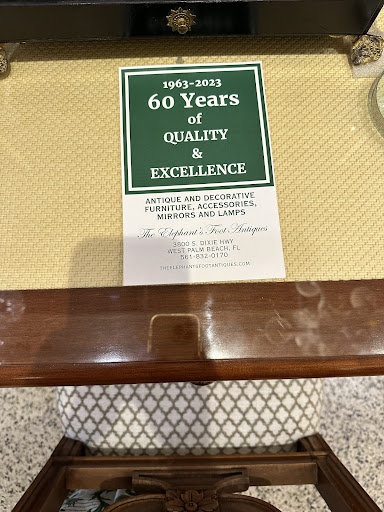 1963-2023
60 Years
of
QUALITY
&
EXCELLENCE
ANTIQUE AND DECORATIVE
FURNITURE, ACCESSORIES,
MIRRORS AND LAMPS
The Elephant's Foot Antiques
3800 S. DIXIE HWY
WEST PALM BEACH, FL
561-832-0170
THEELEPHANTSFOOTANTIQUES.COM